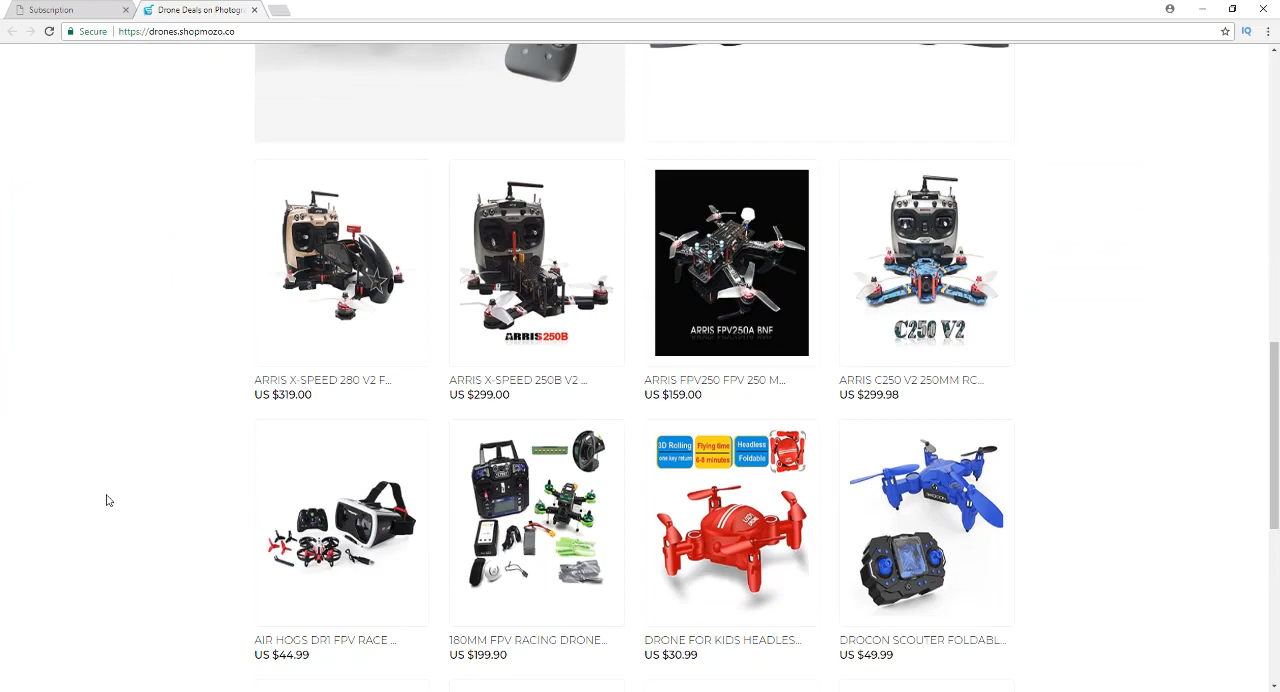 Subscription
Drone Deals on Photogr
Secure
https://drones.shopmozo.co
IQ
ARRIS250B
ARRIS FPV250A BNF
C250 V2
ARRIS X-SPEED 280 V2 F...
US $319.00
ARRIS X-SPEED 250B V2 ...
US $299.00
ARRIS FPV250 FPV 250 M...
US $159.00
ARRIS C250 V2 250MM RC...
US $299.98
3D Rolling
one key return
Flying time
6-8 minutes
Headless
Foldable
DROCON
AIR HOGS DR1 FPV RACE ...
US $44.99
180MM FPV RACING DRONE...
US $199.90
DRONE FOR KIDS HEADLES...
US $30.99
DROCON SCOUTER FOLDABL...
US $49.99